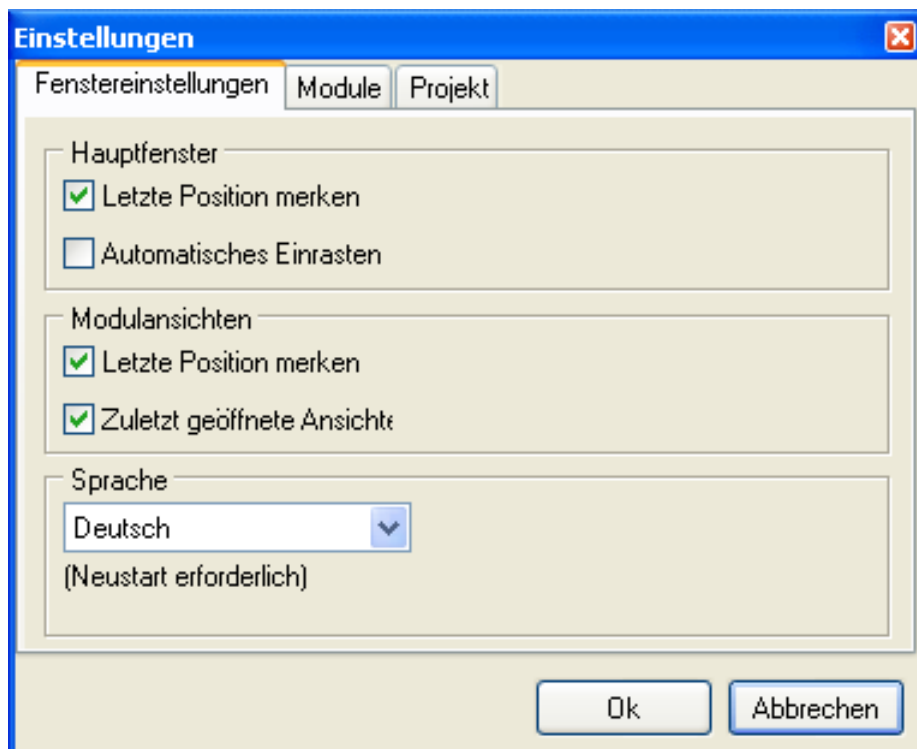 Einstellungen
Fenstereinstellungen Module Projekt
Hauptfenster
Letzte Position merken
Automatisches Einrasten
Modulansichten
Letzte Position merken
Zuletzt geöffnete Ansichte
Sprache
Deutsch
(Neustart erforderlich)
Ok Abbrechen